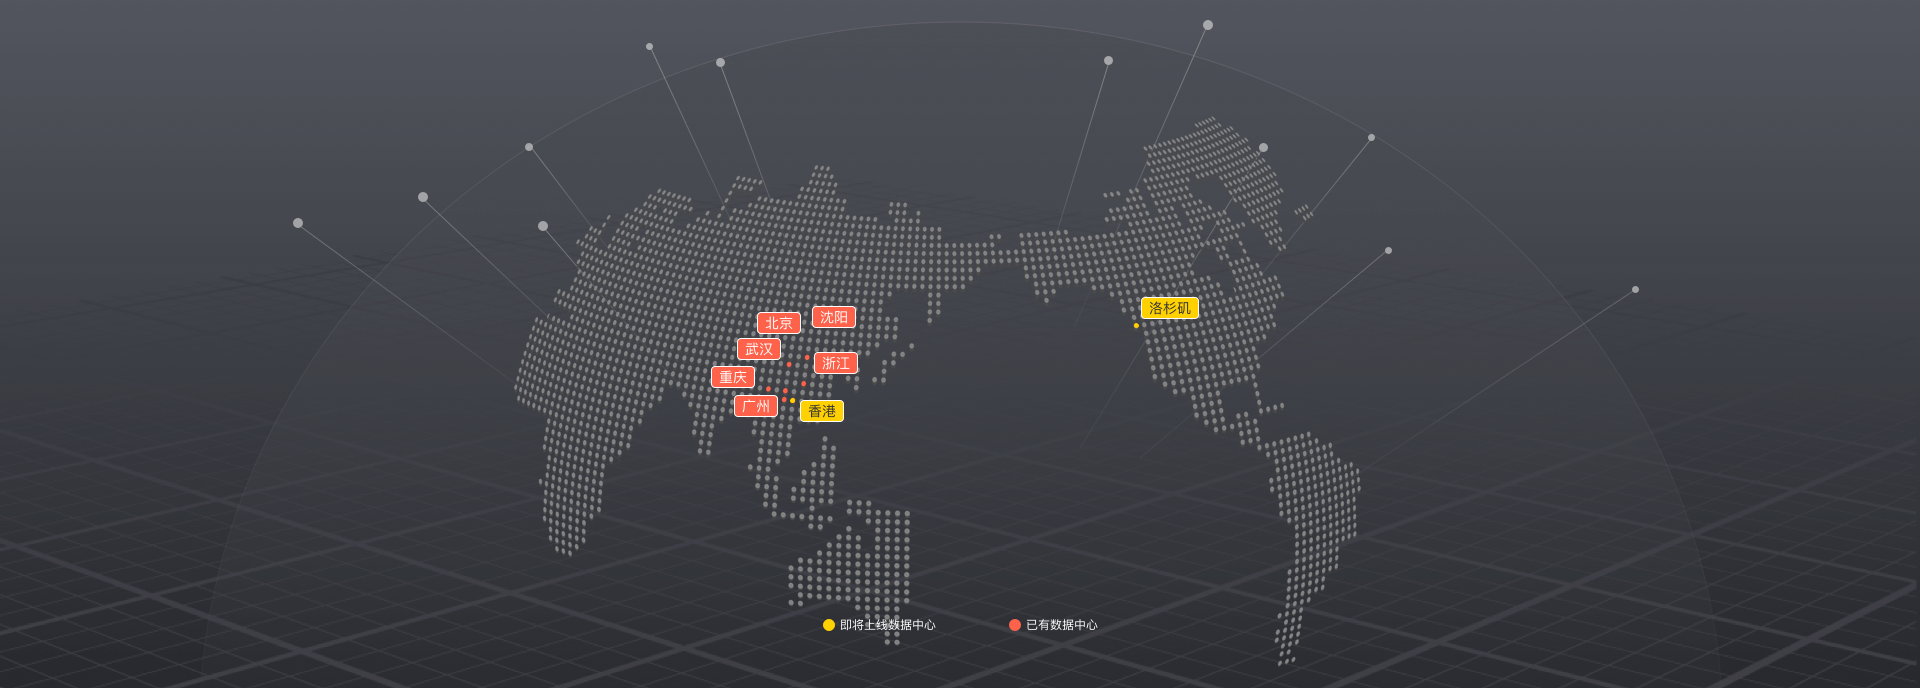 洛杉矶
沈阳
北京
武汉
浙江
重庆
广州
香港
即将上线数据中心
已有数据中心